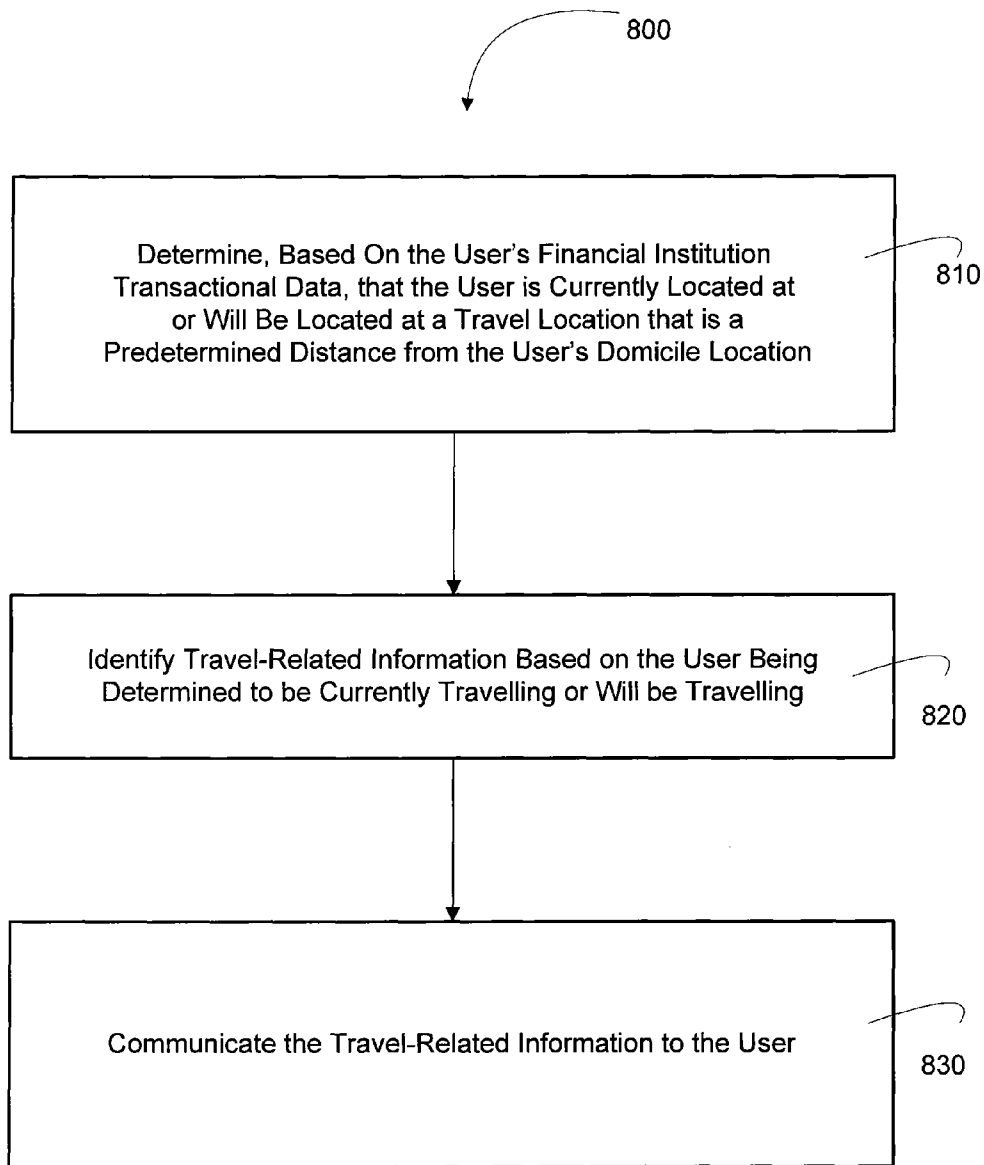 800
Determine, Based On the User's Financial Institution
Transactional Data, that the User is Currently Located at
or Will Be Located at a Travel Location that is a
Predetermined Distance from the User's Domicile Location
810
Identify Travel-Related Information Based on the User Being
Determined to be Currently Travelling or Will be Travelling
820
Communicate the Travel-Related Information to the User
830